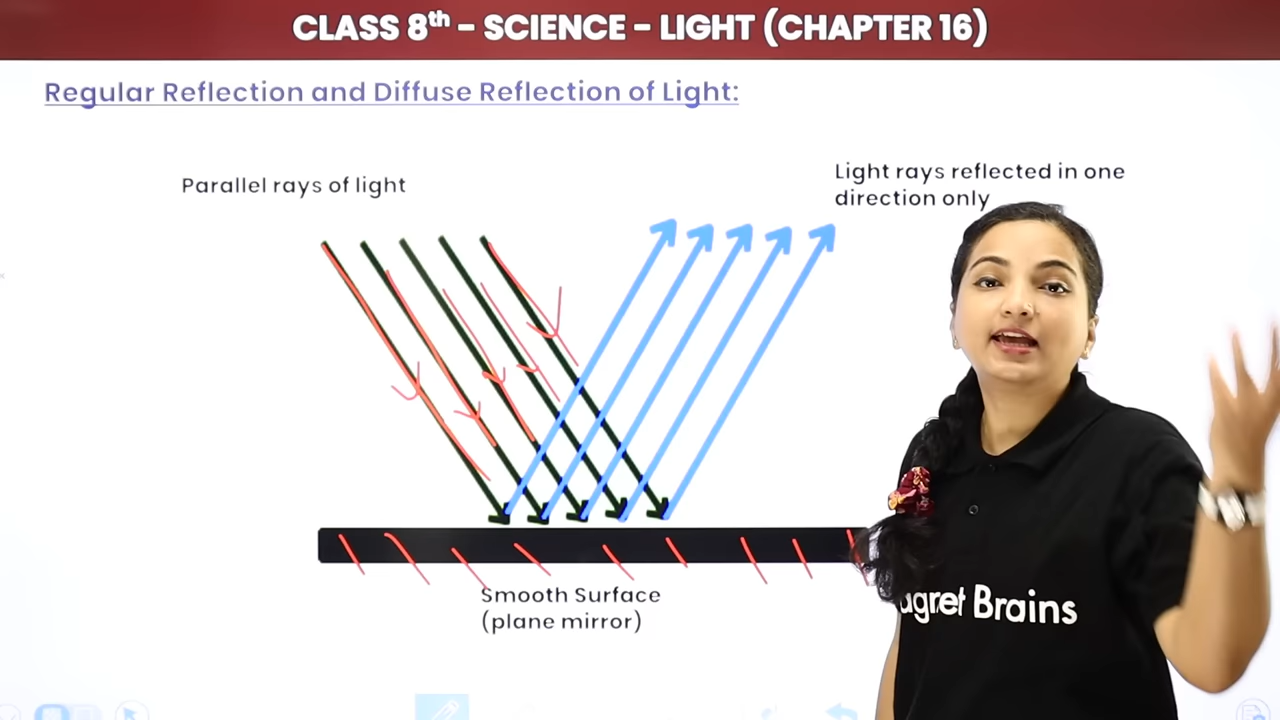 CLASS 8th - SCIENCE - LIGHT (CHAPTER 16)
Regular Reflection and Diffuse Reflection of Light:
Parallel rays of light
Light rays reflected in one
direction only
Smooth Surface
(plane mirror)
agnet Brains